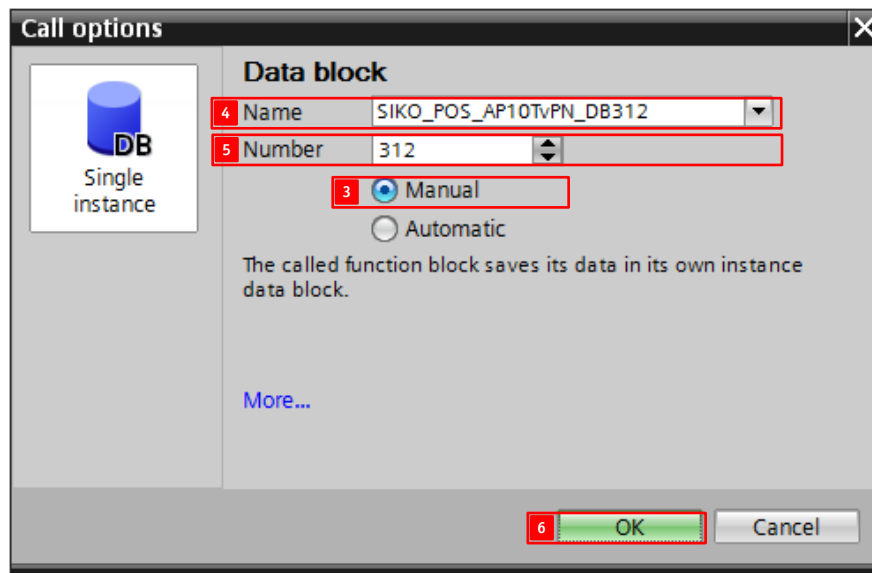 Call options
DB
Single
instance
Data block
4 Name SIKO_POS_AP10TvPN_DB312
5 Number 312
3 Manual
Automatic
The called function block saves its data in its own instance
data block.
More...
6 OK Cancel